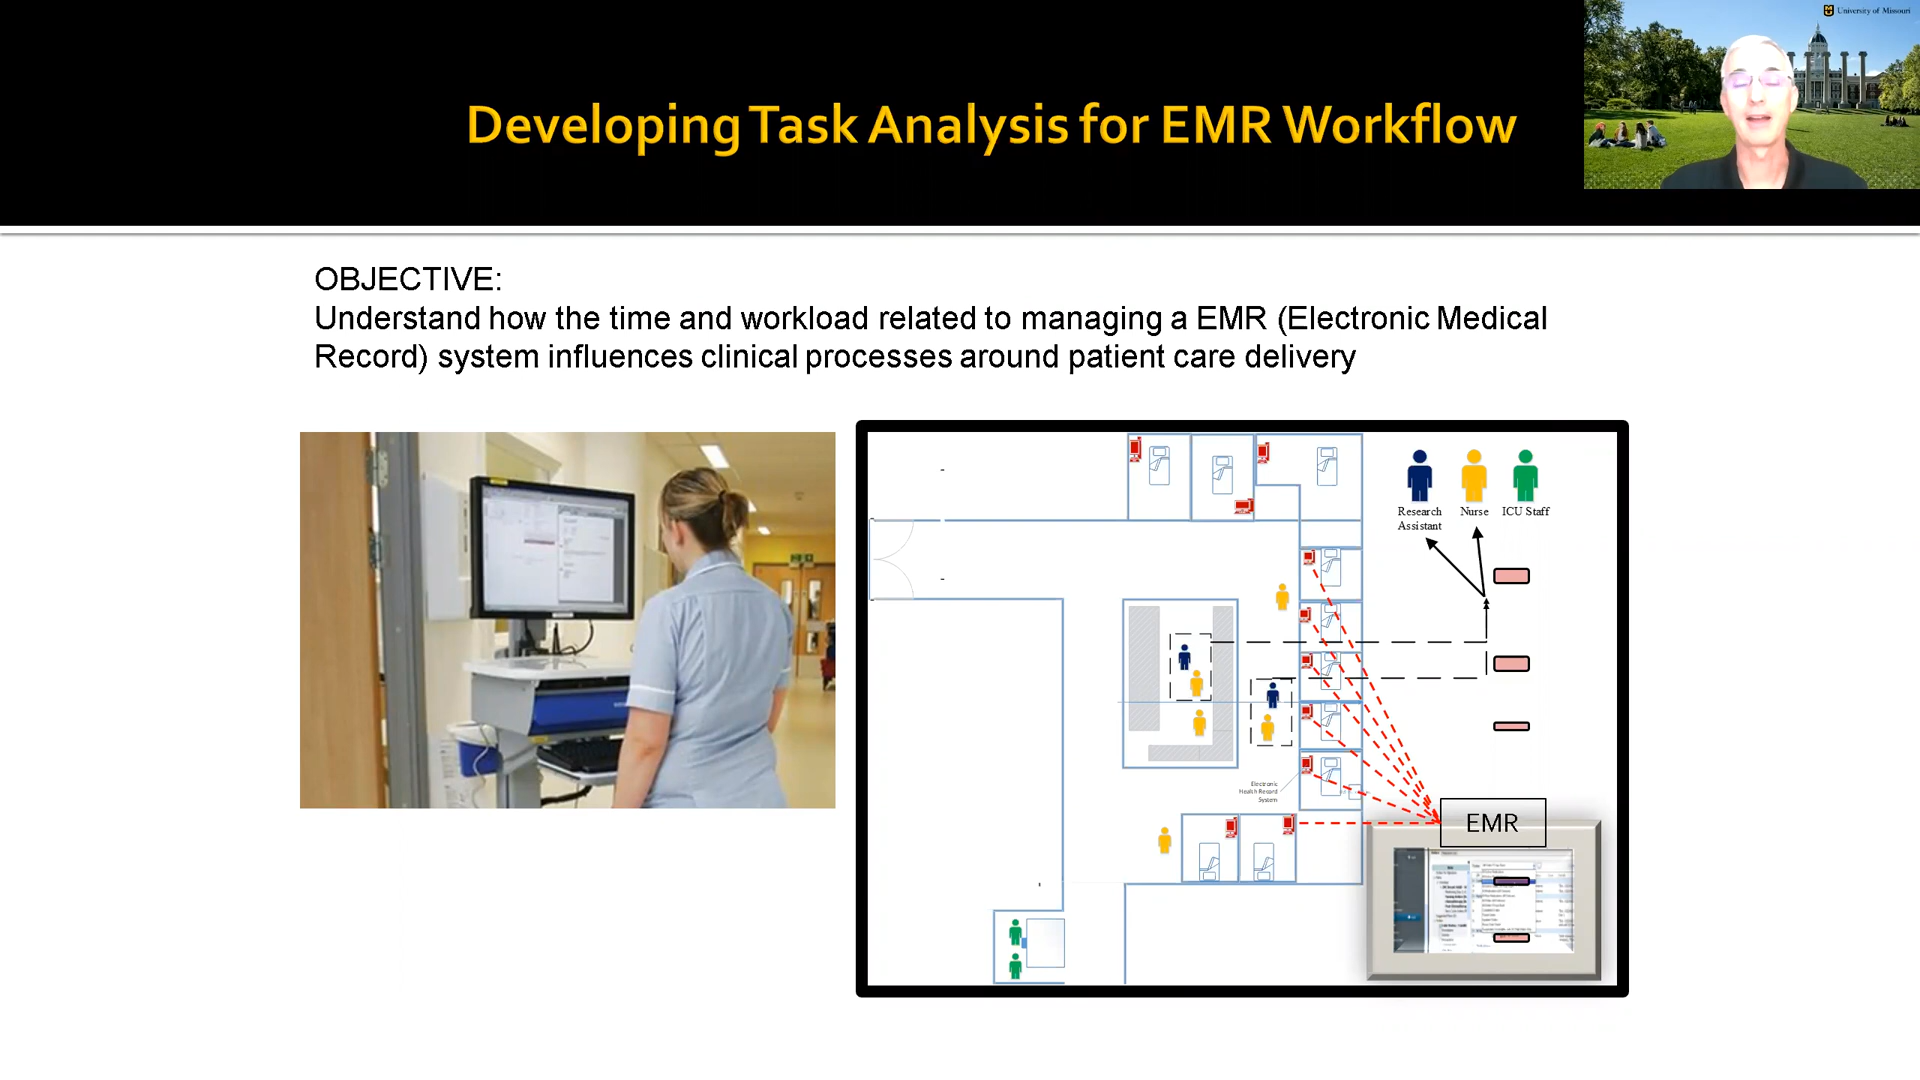 University of Missouri
Developing Task Analysis for EMR Workflow
OBJECTIVE:
Understand how the time and workload related to managing a EMR (Electronic Medical
Record) system influences clinical processes around patient care delivery
Research
Assistant
Nurse
ICU Staff
Electronic
Health Record
System
EMR